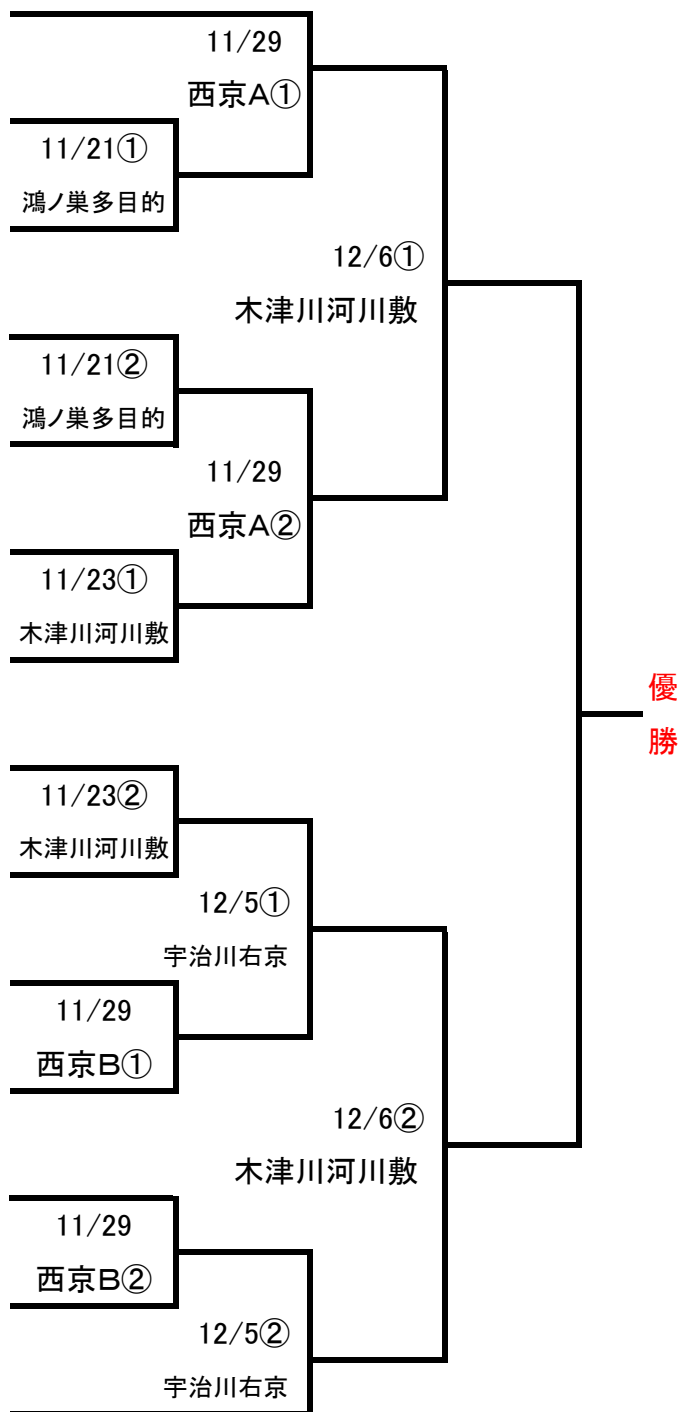 11/29
西京A①
11/21①
鴻ノ巣多目的
12/6①
木津川河川敷
11/21②
鴻ノ巣多目的
11/29
西京A②
11/23①
木津川河川敷
優
勝
11/23②
木津川河川敷
12/5①
宇治川右京
11/29
西京B①
12/6②
木津川河川敷
11/29
西京B②
12/5②
宇治川右京